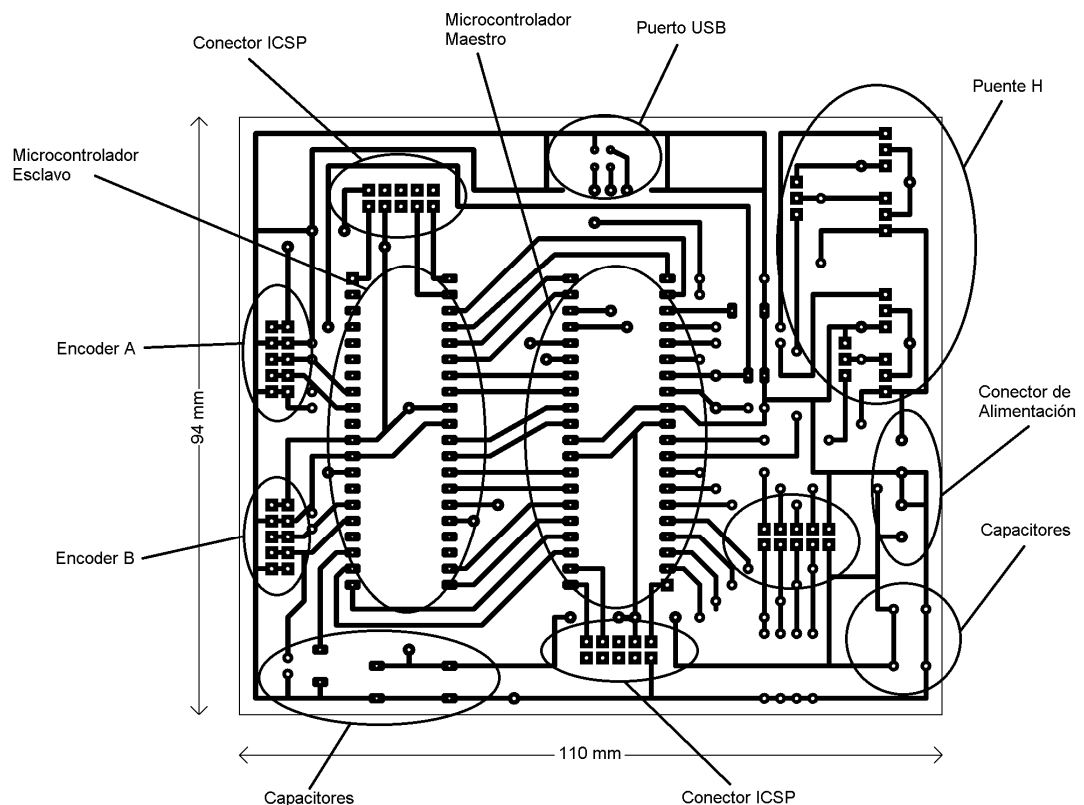 Microcontrolador
Maestro
Puerto USB
Conector ICSP
Puente H
Microcontrolador
Esclavo
Encoder A
94 mm
Conector de
Alimentación
Capacitores
Encoder B
110 mm
Capacitores
Conector ICSP